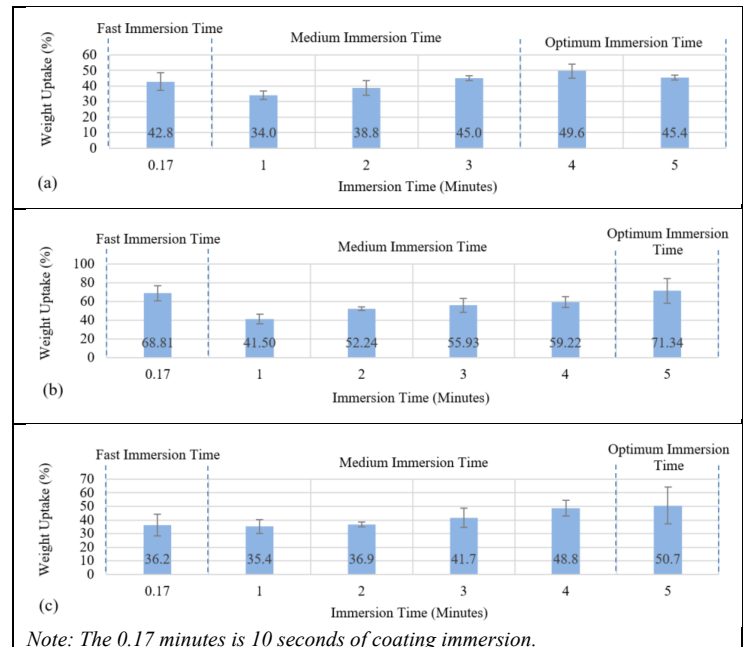 Fast Immersion Time
Medium Immersion Time
Optimum Immersion Time
Weight Uptake (%)
60
50
40
30
20
10
0
42.8
34.0
38.8
45.0
49.6
45.4
0.17
1
2
3
4
5
(a)
Immersion Time (Minutes)
Fast Immersion Time
Medium Immersion Time
Optimum Immersion
Time
Weight Uptake (%)
100
80
60
40
20
0
68.81
41.50
52.24
55.93
59.22
71.34
0.17
1
2
3
4
5
(b)
Immersion Time (Minutes)
Fast Immersion Time
Medium Immersion Time
Optimum Immersion
Time
Weight Uptake (%)
70
60
50
40
30
20
10
0
36.2
35.4
36.9
41.7
48.8
50.7
0.17
1
2
3
4
5
(c)
Immersion Time (Minutes)
Note: The 0.17 minutes is 10 seconds of coating immersion.